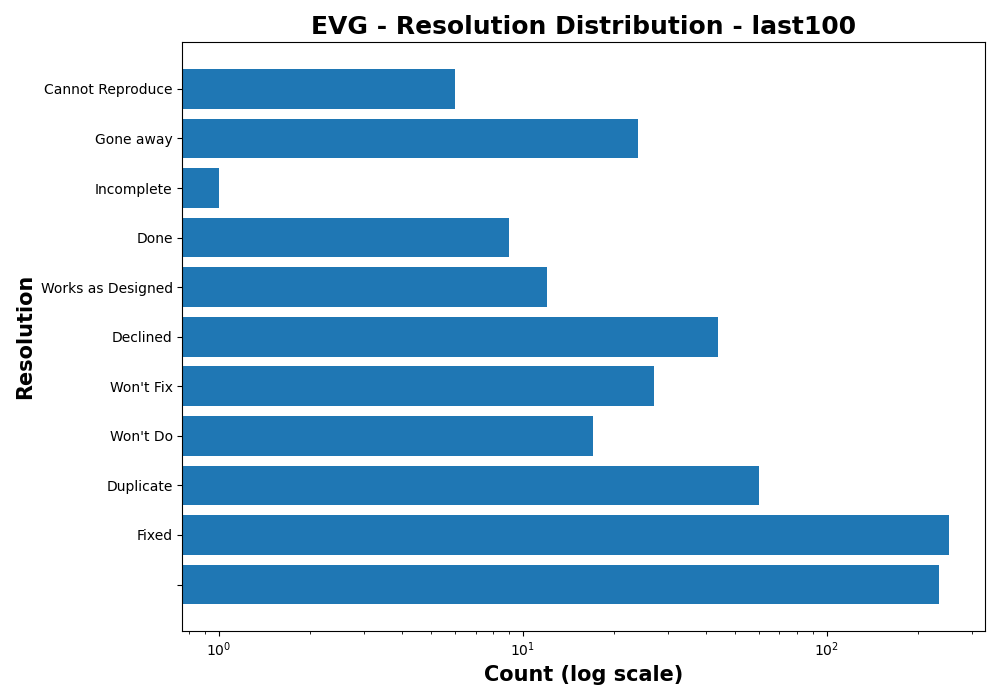 EVG - Resolution Distribution - last100
Cannot Reproduce
Gone away
Incomplete
Done
Works as Designed
Declined
Won't Fix
Won't Do
Duplicate
Fixed
Resolution
10⁰ 10¹ 10²
Count (log scale)